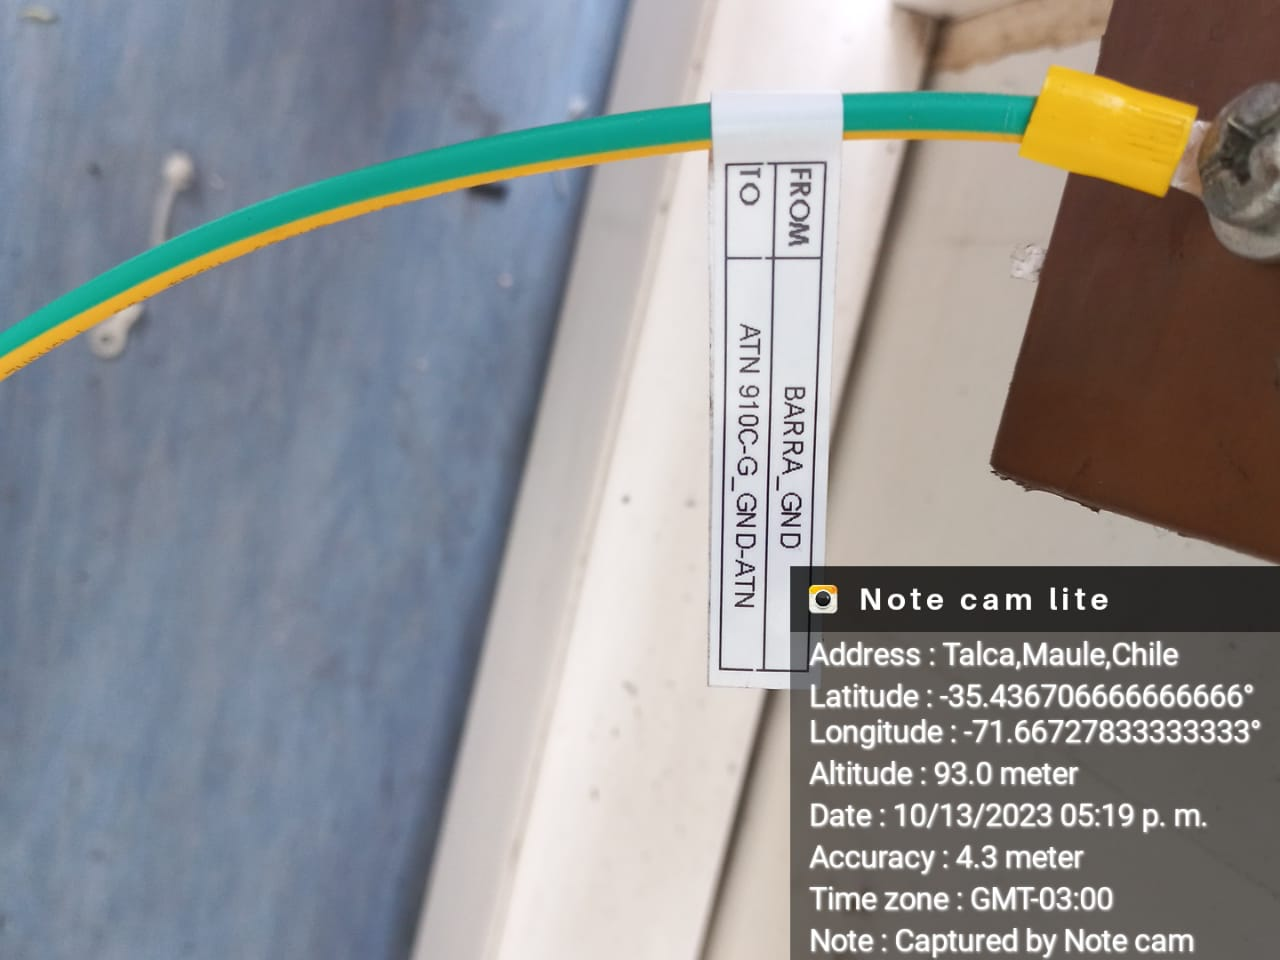 FROM BARRA_GND
TO ATN 910C-G_GND-ATN
Note cam lite
Address : Talca,Maule,Chile
Latitude : -35.436706666666666°
Longitude : -71.66727833333333°
Altitude : 93.0 meter
Date : 10/13/2023 05:19 p. m.
Accuracy : 4.3 meter
Time zone : GMT-03:00
Note : Captured by Note cam